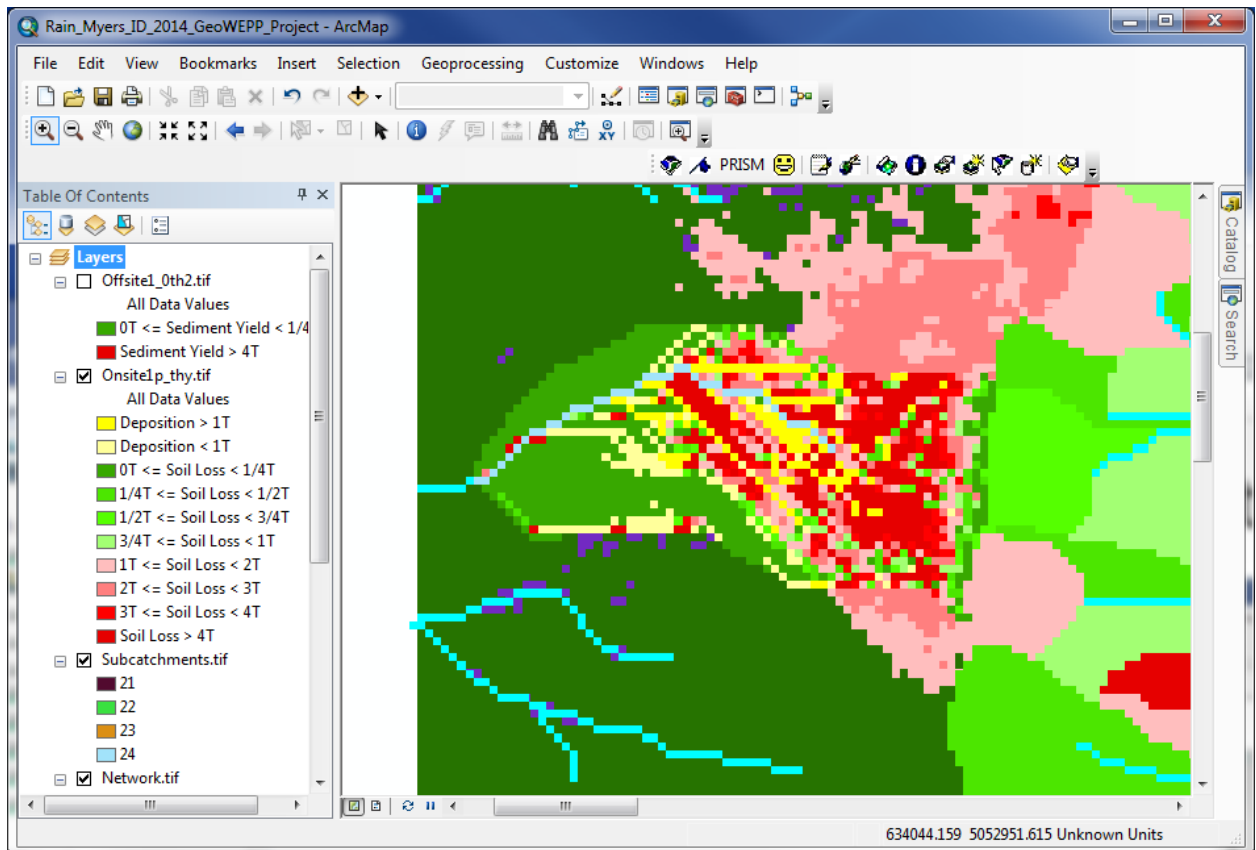 Rain_Myers_ID_2014_GeoWEPP_Project - ArcMap
File Edit View Bookmarks Insert Selection Geoprocessing Customize Windows Help
XY
PRISM
Table Of Contents
Layers
Offsite1_0th2.tif
All Data Values
0T <= Sediment Yield < 1/4
Sediment Yield > 4T
Onsite1p_thy.tif
All Data Values
Deposition > 1T
Deposition < 1T
0T <= Soil Loss < 1/4T
1/4T <= Soil Loss < 1/2T
1/2T <= Soil Loss < 3/4T
3/4T <= Soil Loss < 1T
1T <= Soil Loss < 2T
2T <= Soil Loss < 3T
3T <= Soil Loss < 4T
Soil Loss > 4T
Subcatchments.tif
21
22
23
24
Network.tif
Catalog
Search
634044.159 5052951.615 Unknown Units